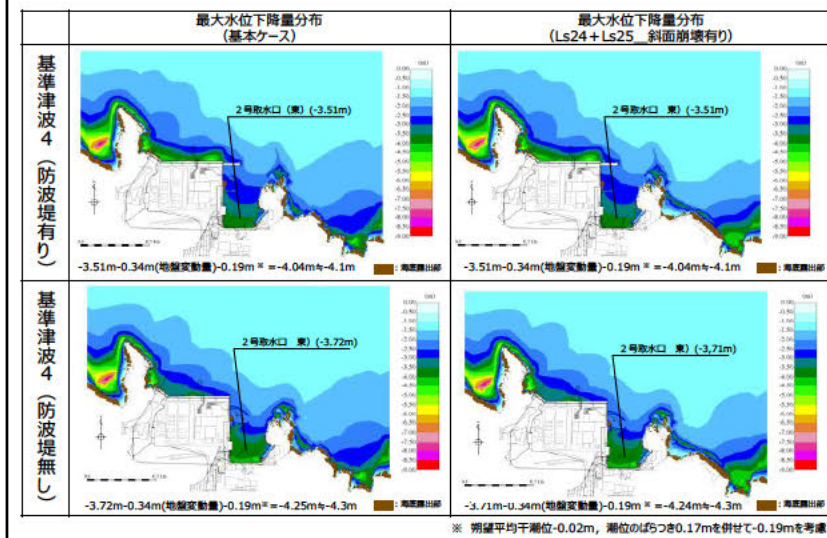 最大水位下降量分布
(基本ケース)
最大水位下降量分布
(Ls24+Ls25__斜面崩壊有り)
基準津波4(防波堤有り)
2号取水口(東)(-3.51m)
-3.51m-0.34m(地盤変動量)-0.19m※=-4.04m≒-4.1m
:海底露出部
2号取水口 東)(-3.51m)
-3.51m-0.34m(地盤変動量)-0.19m※=-4.04m≒-4.1m
:海底露出部
基準津波4(防波堤無し)
2号取水口 東)(-3.72m)
-3.72m-0.34m(地盤変動量)-0.19m※=-4.25m≒-4.3m
:海底露出部
2号取水口 東)(-3,71m)
-3.71m-0.34m(地盤変動量)-0.19m※=-4.24m≒-4.3m
:海底露出部
※ 朔望平均干潮位-0.02m,潮位のばらつき0.17mを併せて-0.19mを考慮